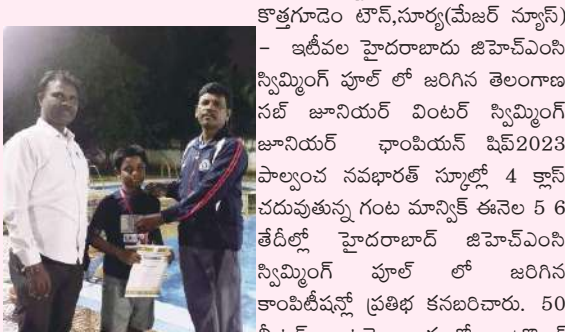 కొత్తగూడెం టౌన్,సూర్య(మేజర్ న్యూస్)
- ఇటీవల హైదరాబాదు జిహెచ్ఎంసి
స్విమ్మింగ్ పూల్ లో జరిగిన తెలంగాణ
సబ్ జూనియర్ వింటర్ స్విమ్మింగ్
జూనియర్ ఛాంపియన్ షిప్2023
పాల్వంచ నవభారత్ స్కూల్లో 4 క్లాస్
చదువుతున్న గంట మాన్విక్ ఈనెల 5 6
తేదీల్లో హైదరాబాద్ జిహెచ్ఎంసి
స్విమ్మింగ్ పూల్ లో జరిగిన
కాంపిటీషన్లో ప్రతిభ కనబరిచారు. 50